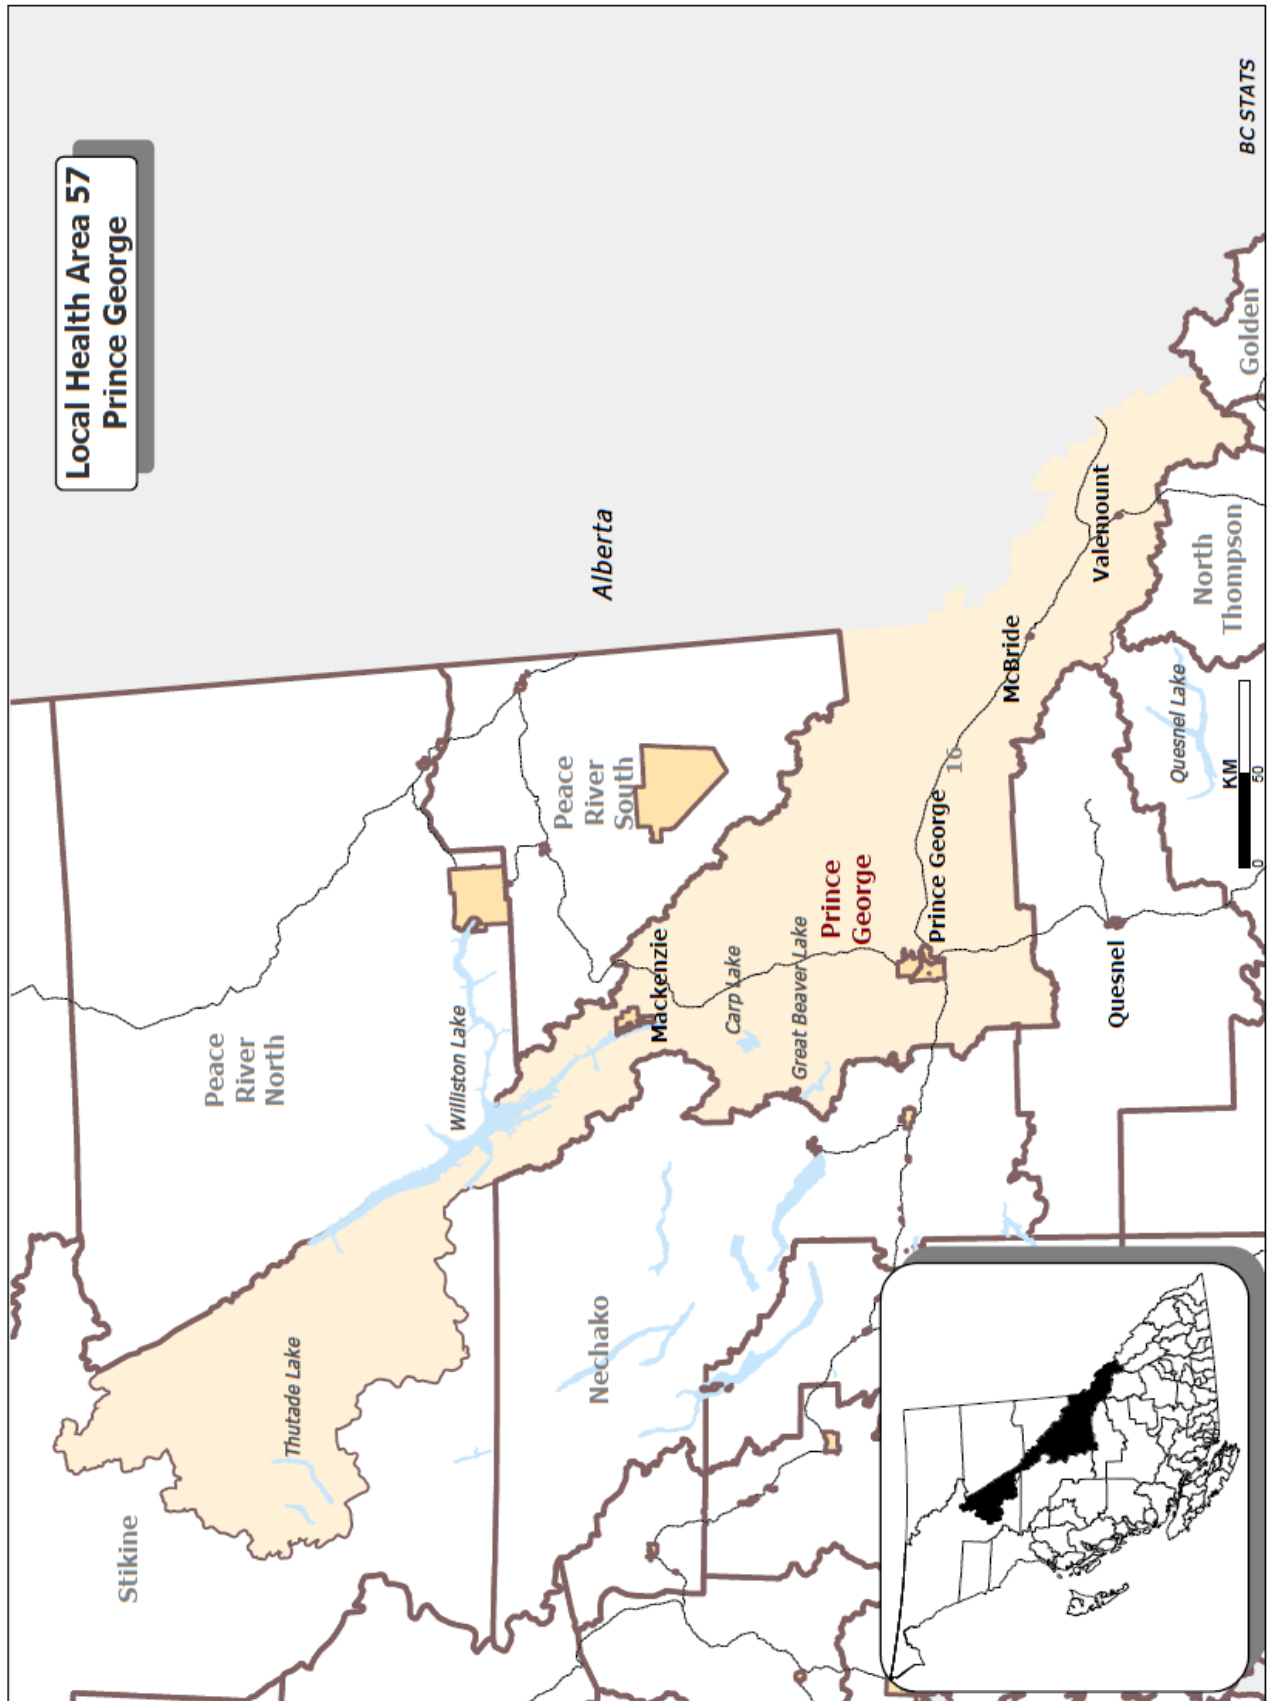 Local Health Area 57
Prince George
Stikine
Thutade Lake
Peace
River
North
Williston Lake
Alberta
Peace
River
South
Nechako
Mackenzie
Carp Lake
Great Beaver Lake
Prince
George
Prince George
16
McBride
Valemount
Quesnel
Quesnel Lake
North
Thompson
Golden
KM
0
50
BC STATS